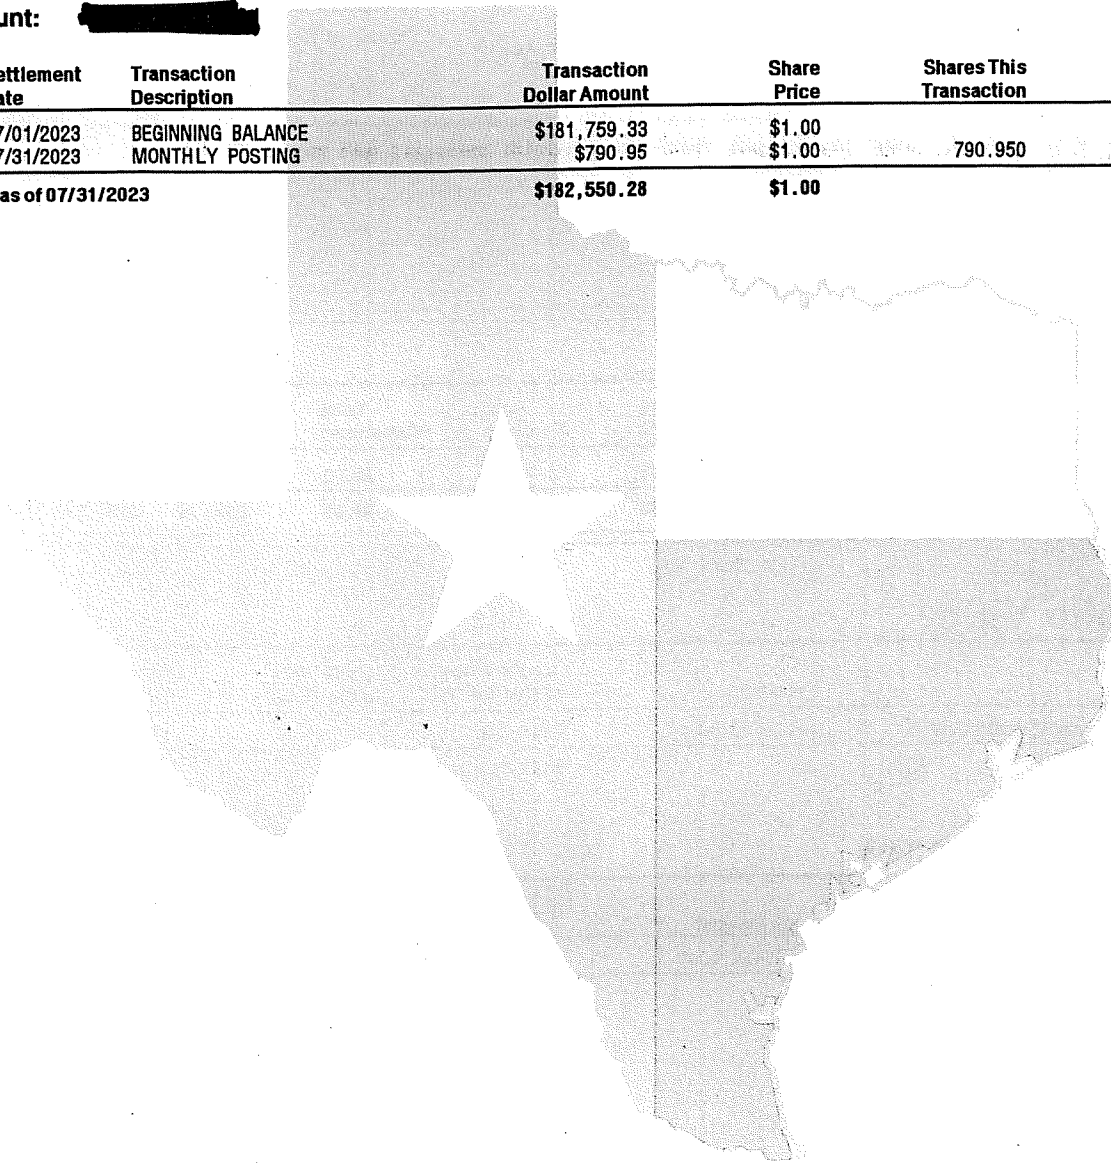 unt:
ettlement Transaction Transaction Share Shares This
ate Description Dollar Amount Price Transaction
7/01/2023 BEGINNING BALANCE $181,759.33 $1.00
7/31/2023 MONTHLY POSTING $790.95 $1.00 790.950
as of 07/31/2023 $182,550.28 $1.00